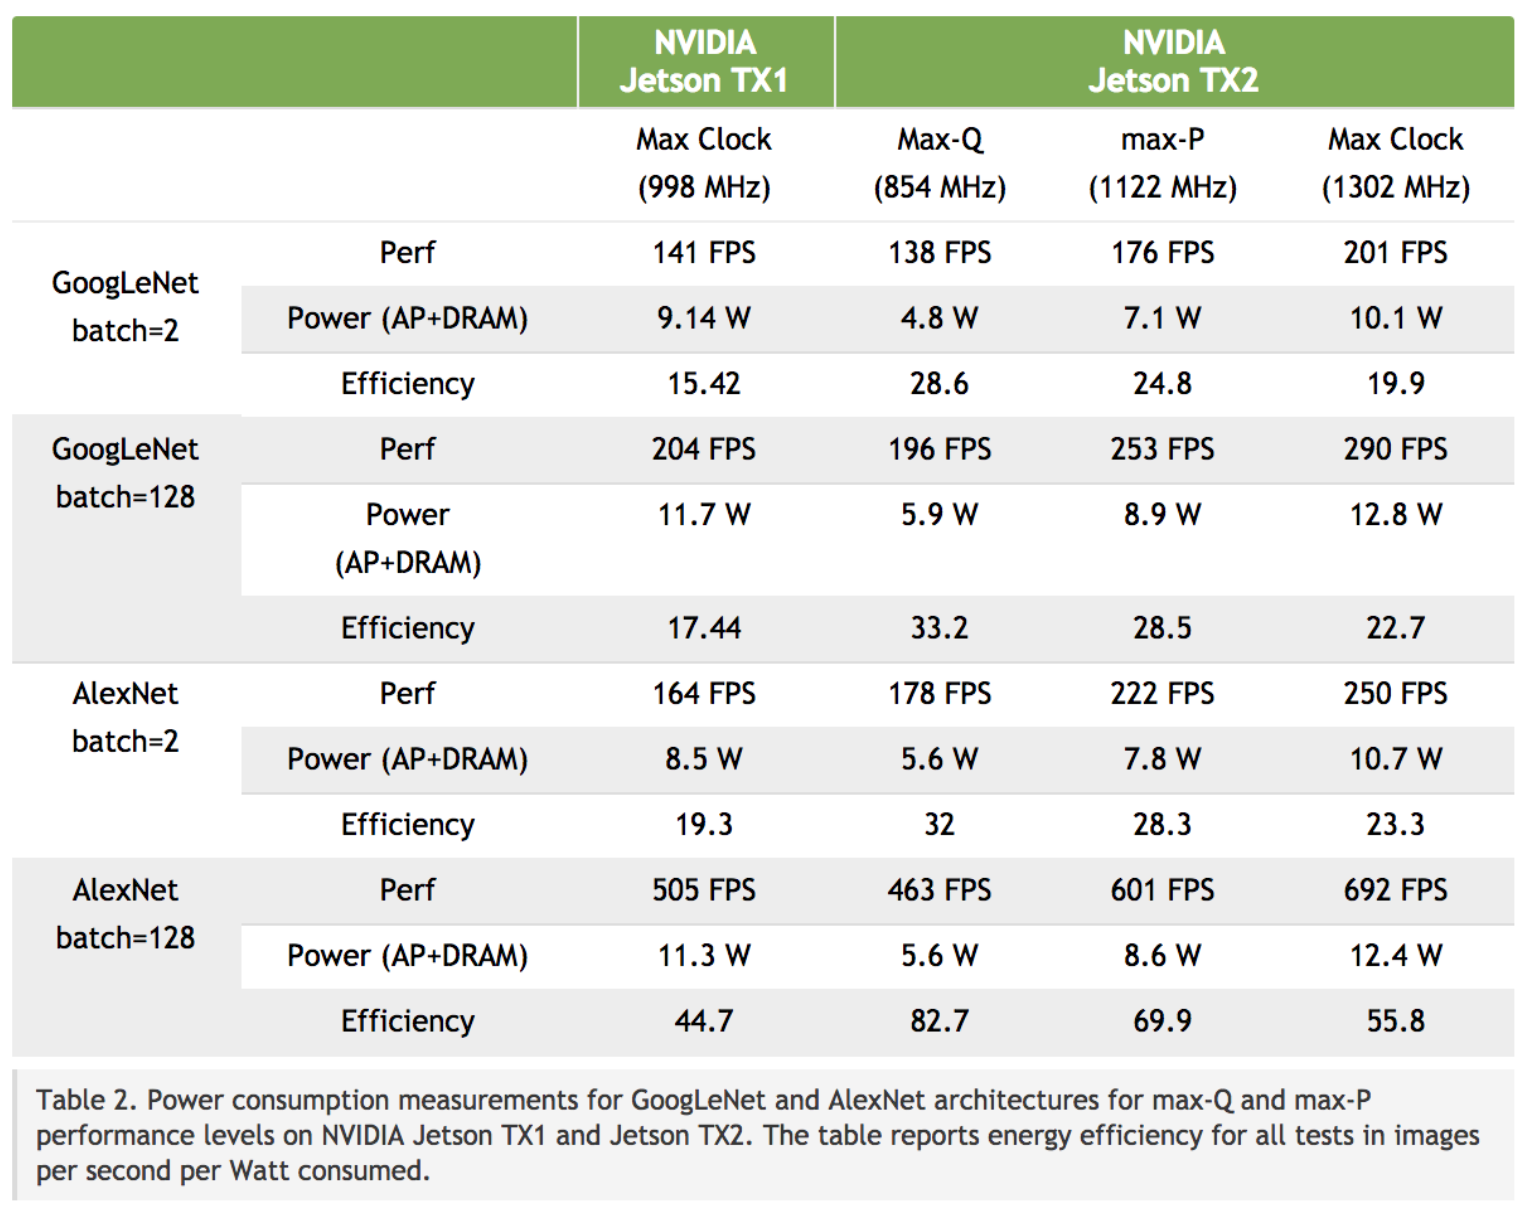 NVIDIA Jetson TX1 NVIDIA Jetson TX2
Max Clock (998 MHz) Max-Q (854 MHz) max-P (1122 MHz) Max Clock (1302 MHz)
GoogLeNet batch=2 Perf 141 FPS 138 FPS 176 FPS 201 FPS
Power (AP+DRAM) 9.14 W 4.8 W 7.1 W 10.1 W
Efficiency 15.42 28.6 24.8 19.9
GoogLeNet batch=128 Perf 204 FPS 196 FPS 253 FPS 290 FPS
Power (AP+DRAM) 11.7 W 5.9 W 8.9 W 12.8 W
Efficiency 17.44 33.2 28.5 22.7
AlexNet batch=2 Perf 164 FPS 178 FPS 222 FPS 250 FPS
Power (AP+DRAM) 8.5 W 5.6 W 7.8 W 10.7 W
Efficiency 19.3 32 28.3 23.3
AlexNet batch=128 Perf 505 FPS 463 FPS 601 FPS 692 FPS
Power (AP+DRAM) 11.3 W 5.6 W 8.6 W 12.4 W
Efficiency 44.7 82.7 69.9 55.8
Table 2. Power consumption measurements for GoogLeNet and AlexNet architectures for max-Q and max-P
performance levels on NVIDIA Jetson TX1 and Jetson TX2. The table reports energy efficiency for all tests in images
per second per Watt consumed.